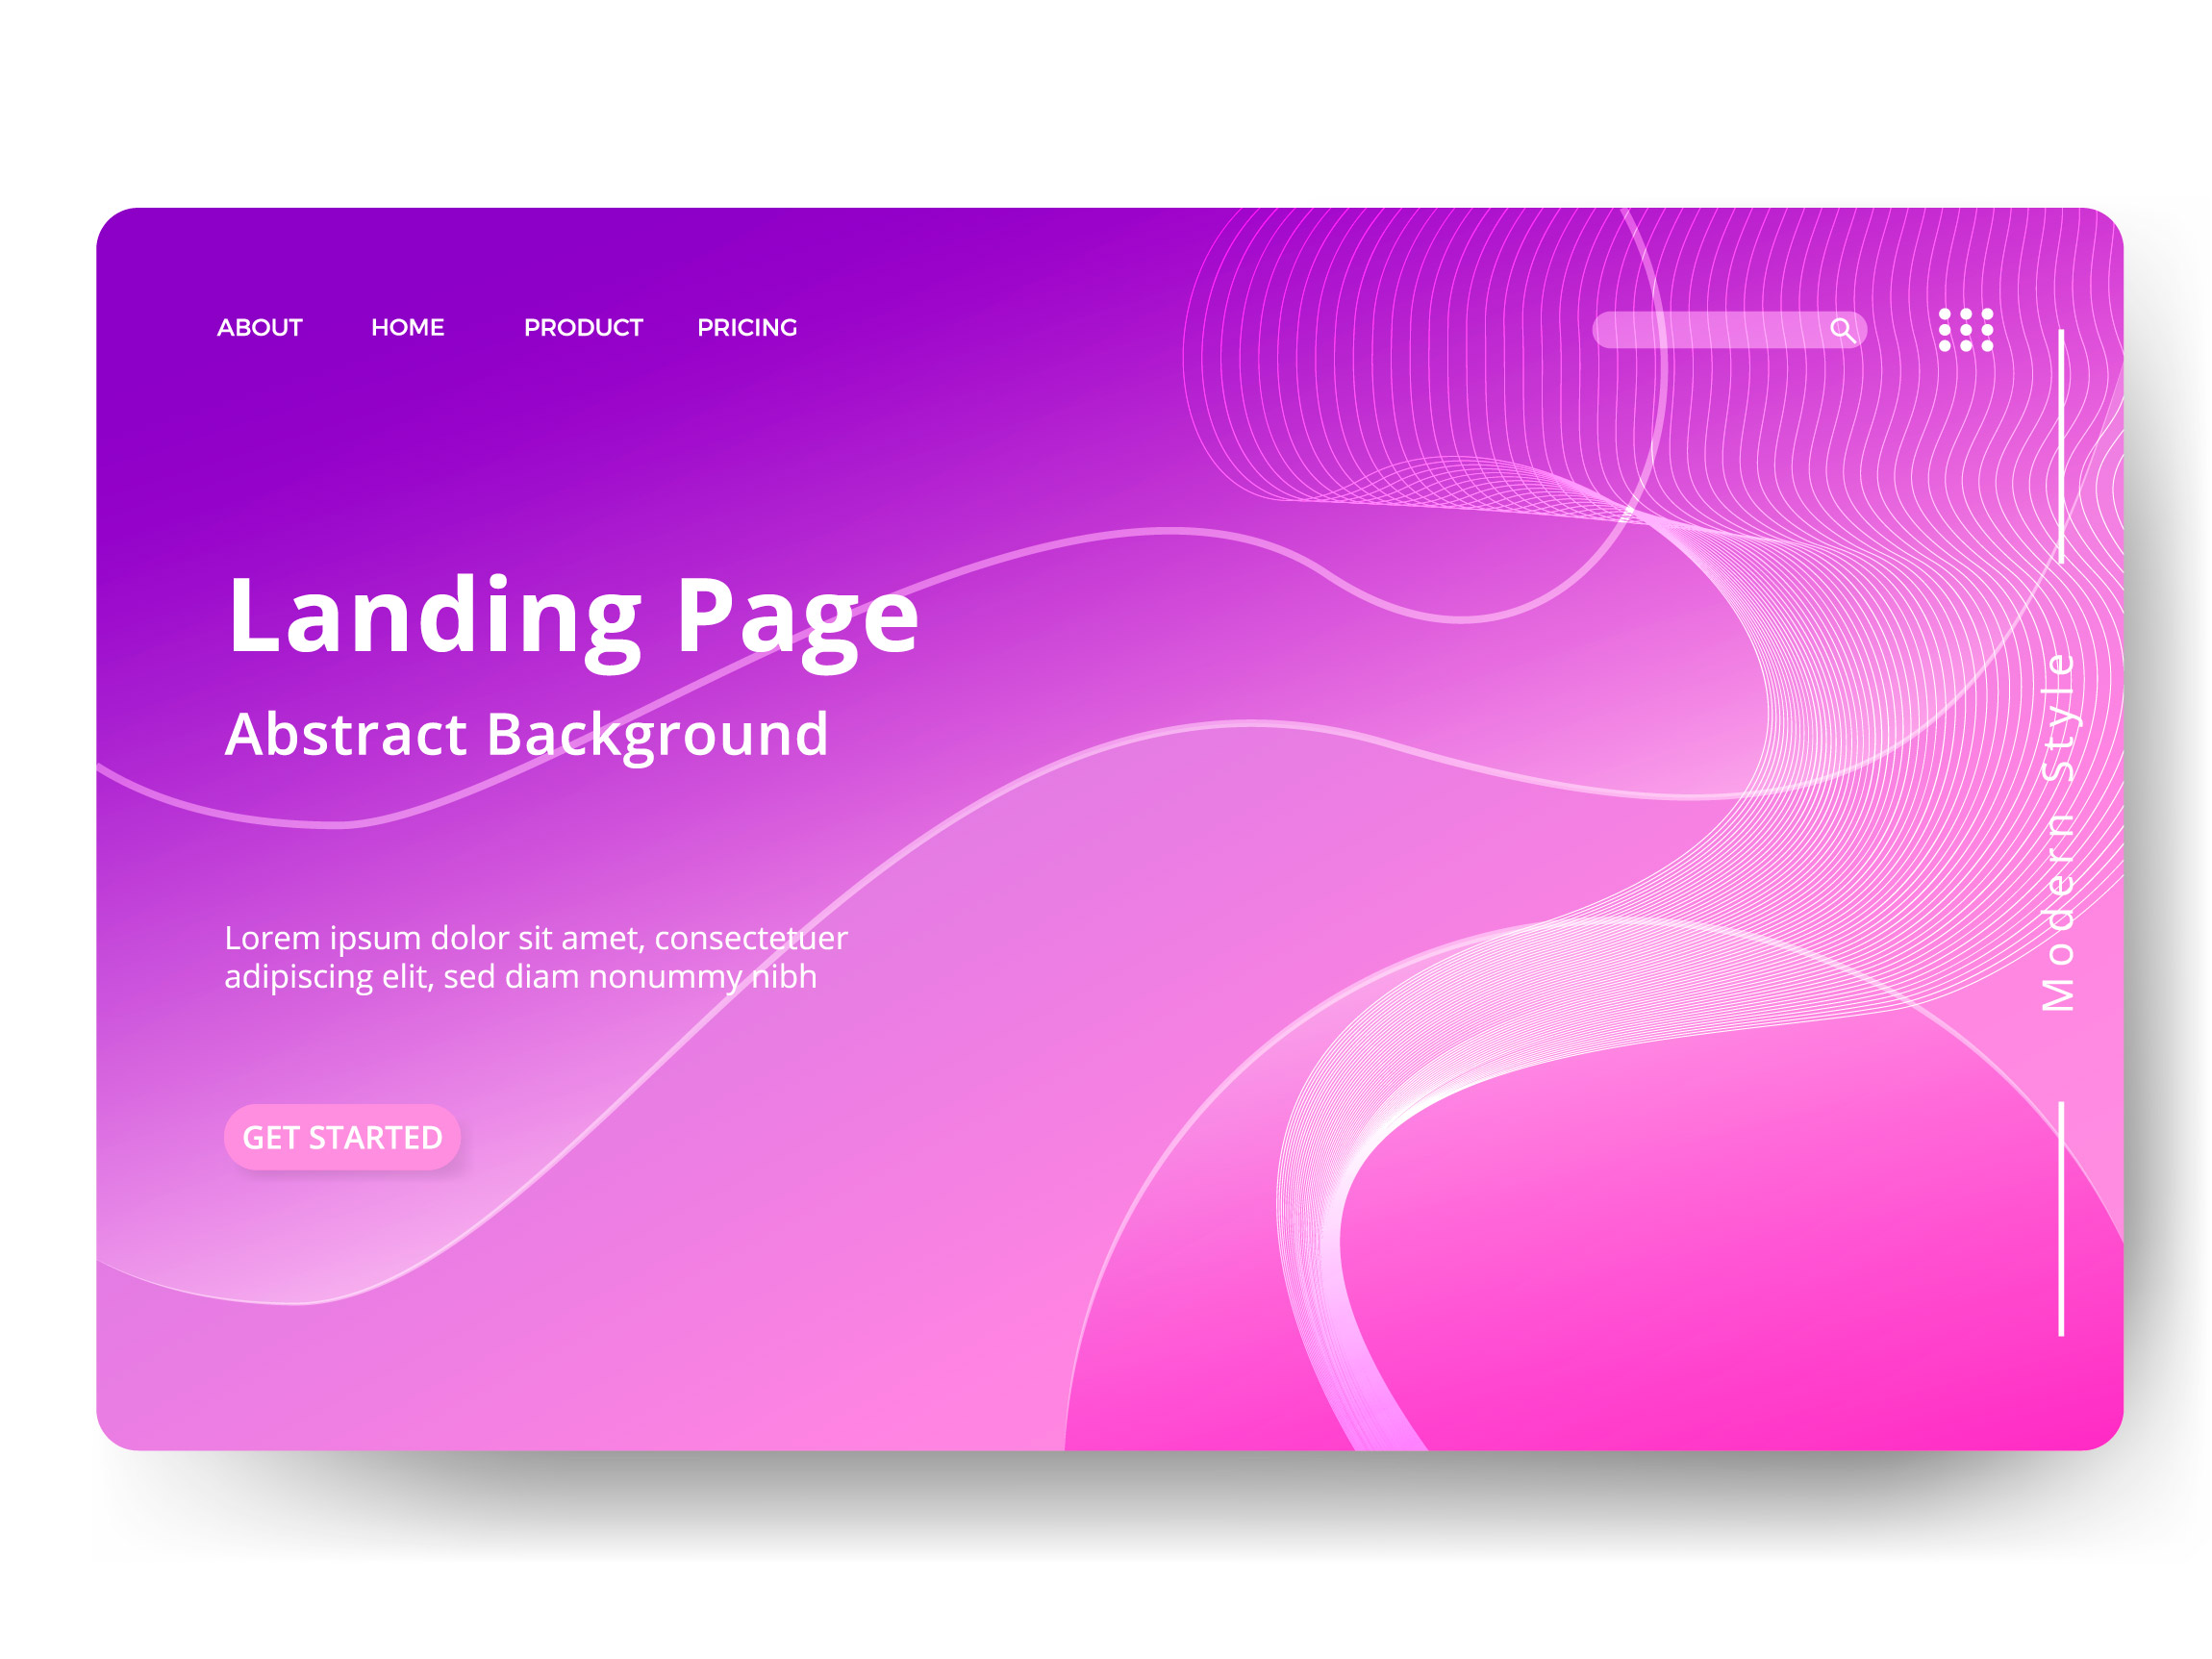 ABOUT HOME PRODUCT PRICING
Landing Page
Abstract Background
Lorem ipsum dolor sit amet, consectetuer
adipiscing elit, sed diam nonummy nibh
GET STARTED
Modern Style